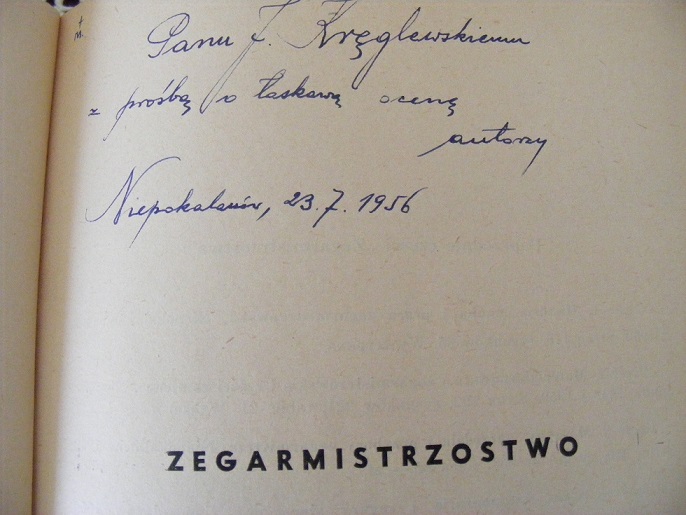 † M.
Panu J. Kręglewskiemu
z prośbą o łaskawą ocenę
autorzy
Niepokalanów, 23.7.1956
ZEGARMISTRZOSTWO